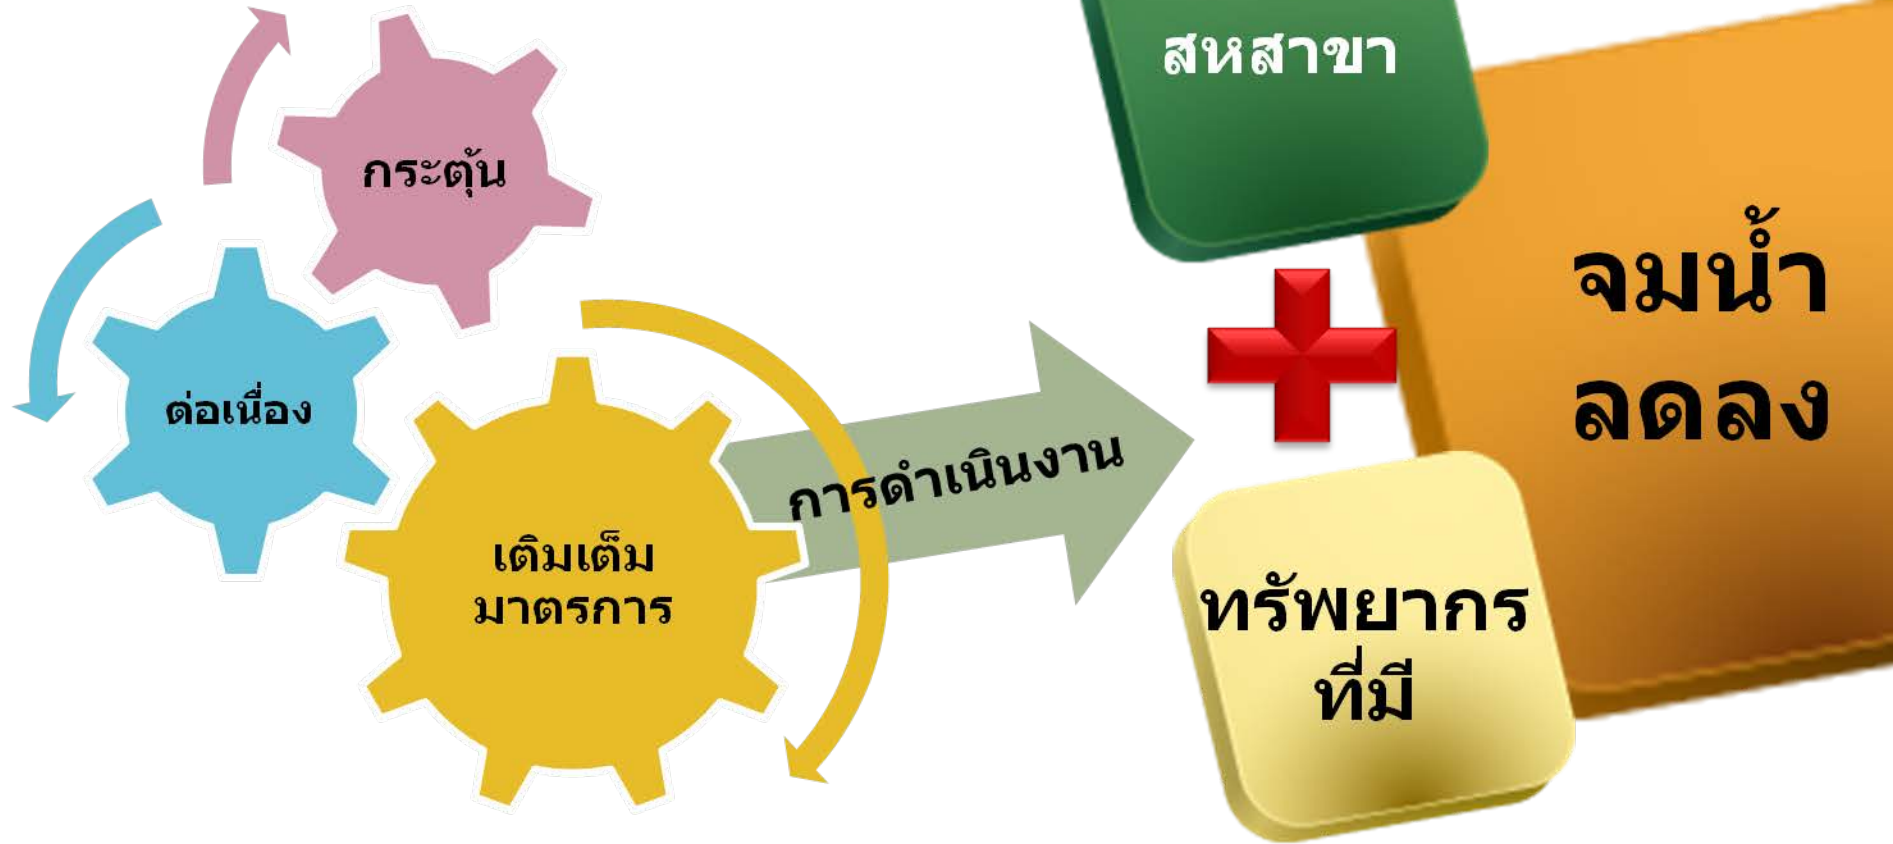 กระตุ้น
ต่อเนื่อง
เติมเต็ม
มาตรการ
การดำเนินงาน
สหสาขา
ทรัพยากร
ที่มี
จมน้ำ
ลดลง